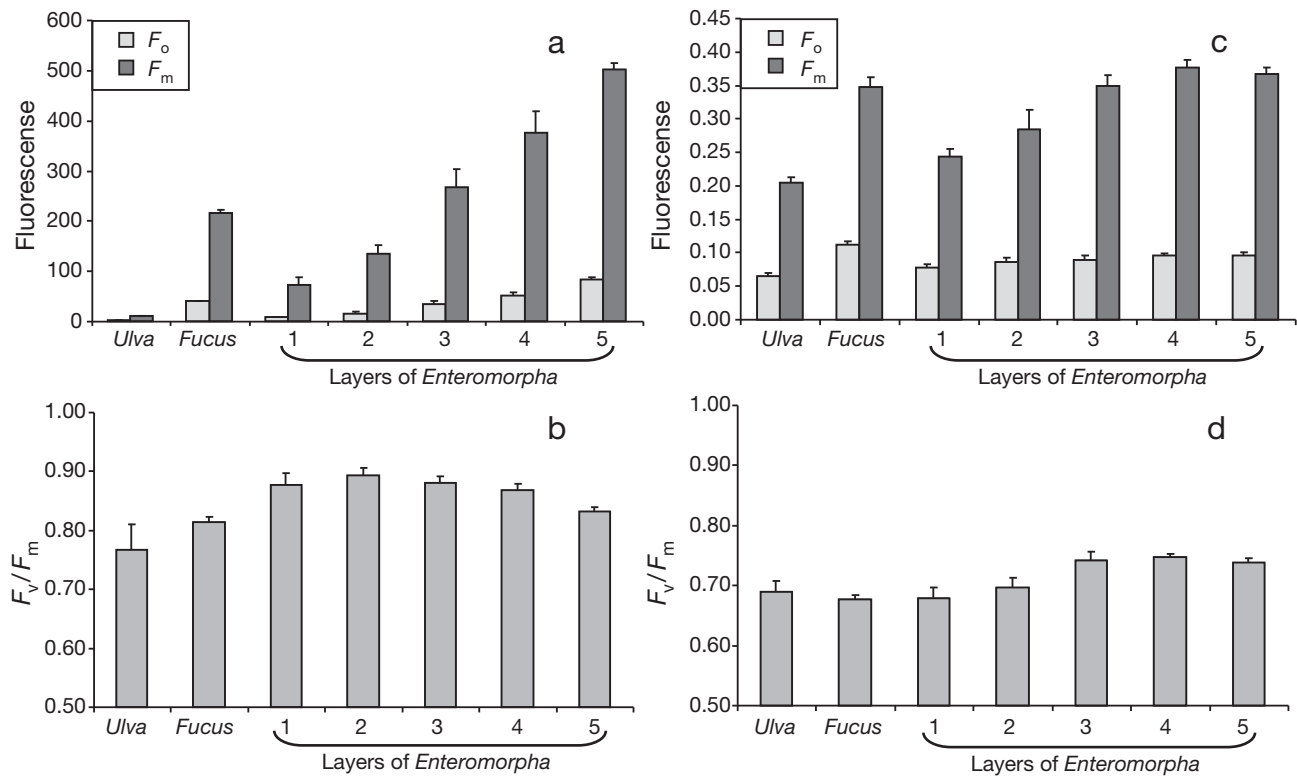 600
500
400
300
200
100
0
Fluorescense
Fo
Fm
a
Ulva Fucus 1 2 3 4 5
Layers of Enteromorpha
0.45
0.40
0.35
0.30
0.25
0.20
0.15
0.10
0.05
0.00
Fluorescense
Fo
Fm
c
Ulva Fucus 1 2 3 4 5
Layers of Enteromorpha
1.00
0.90
0.80
0.70
0.60
0.50
Fv/Fm
b
Ulva Fucus 1 2 3 4 5
Layers of Enteromorpha
1.00
0.90
0.80
0.70
0.60
0.50
Fv/Fm
d
Ulva Fucus 1 2 3 4 5
Layers of Enteromorpha